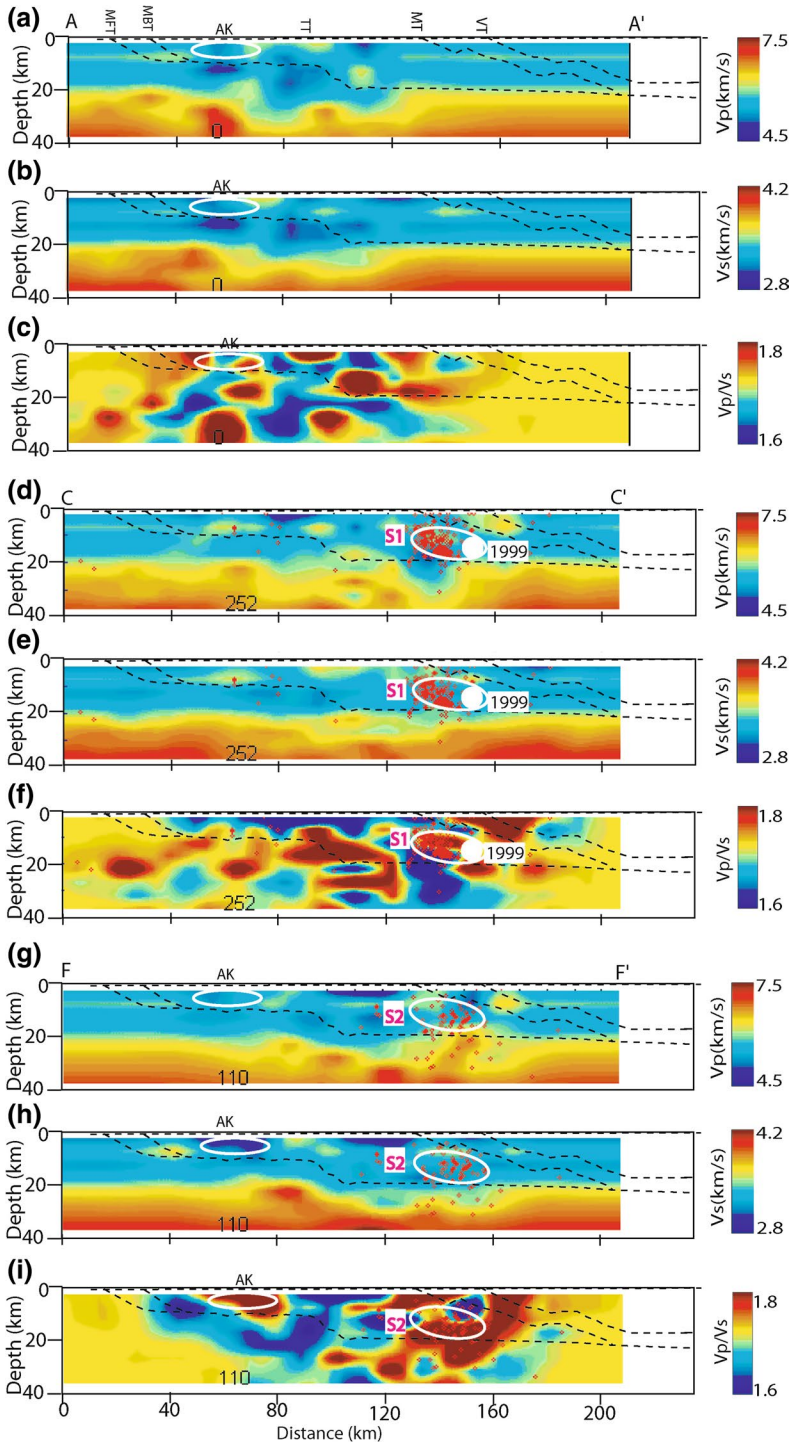 (a)
A
MFT
MBT
AK
TT
MT
VT
A'
0
20
40
Depth (km)
0
7.5
4.5
Vp(km/s)
(b)
AK
0
20
40
Depth (km)
0
4.2
2.8
Vs(km/s)
(c)
AK
0
20
40
Depth (km)
0
1.8
1.6
Vp/Vs
(d)
C
C'
0
20
40
Depth (km)
S1
1999
252
7.5
4.5
Vp(km/s)
(e)
0
20
40
Depth (km)
S1
1999
252
4.2
2.8
Vs(km/s)
(f)
0
20
40
Depth (km)
S1
1999
252
1.8
1.6
Vp/Vs
(g)
F
AK
F'
0
20
40
Depth (km)
S2
110
7.5
4.5
Vp(km/s)
(h)
AK
0
20
40
Depth (km)
S2
110
4.2
2.8
Vs(km/s)
(i)
AK
0
20
40
Depth (km)
S2
110
1.8
1.6
Vp/Vs
0 40 80 120 160 200
Distance (km)